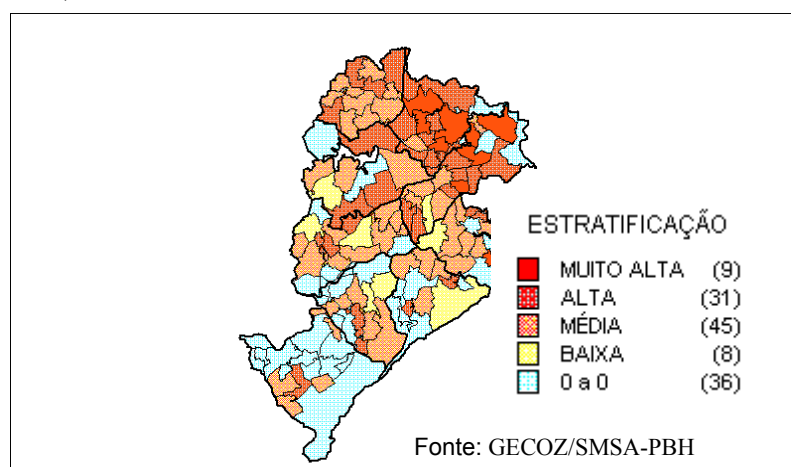 ESTRATIFICAÇÃO
MUITO ALTA (9)
ALTA (31)
MÉDIA (45)
BAIXA (8)
0 a 0 (36)
Fonte: GECOZ/SMSA-PBH